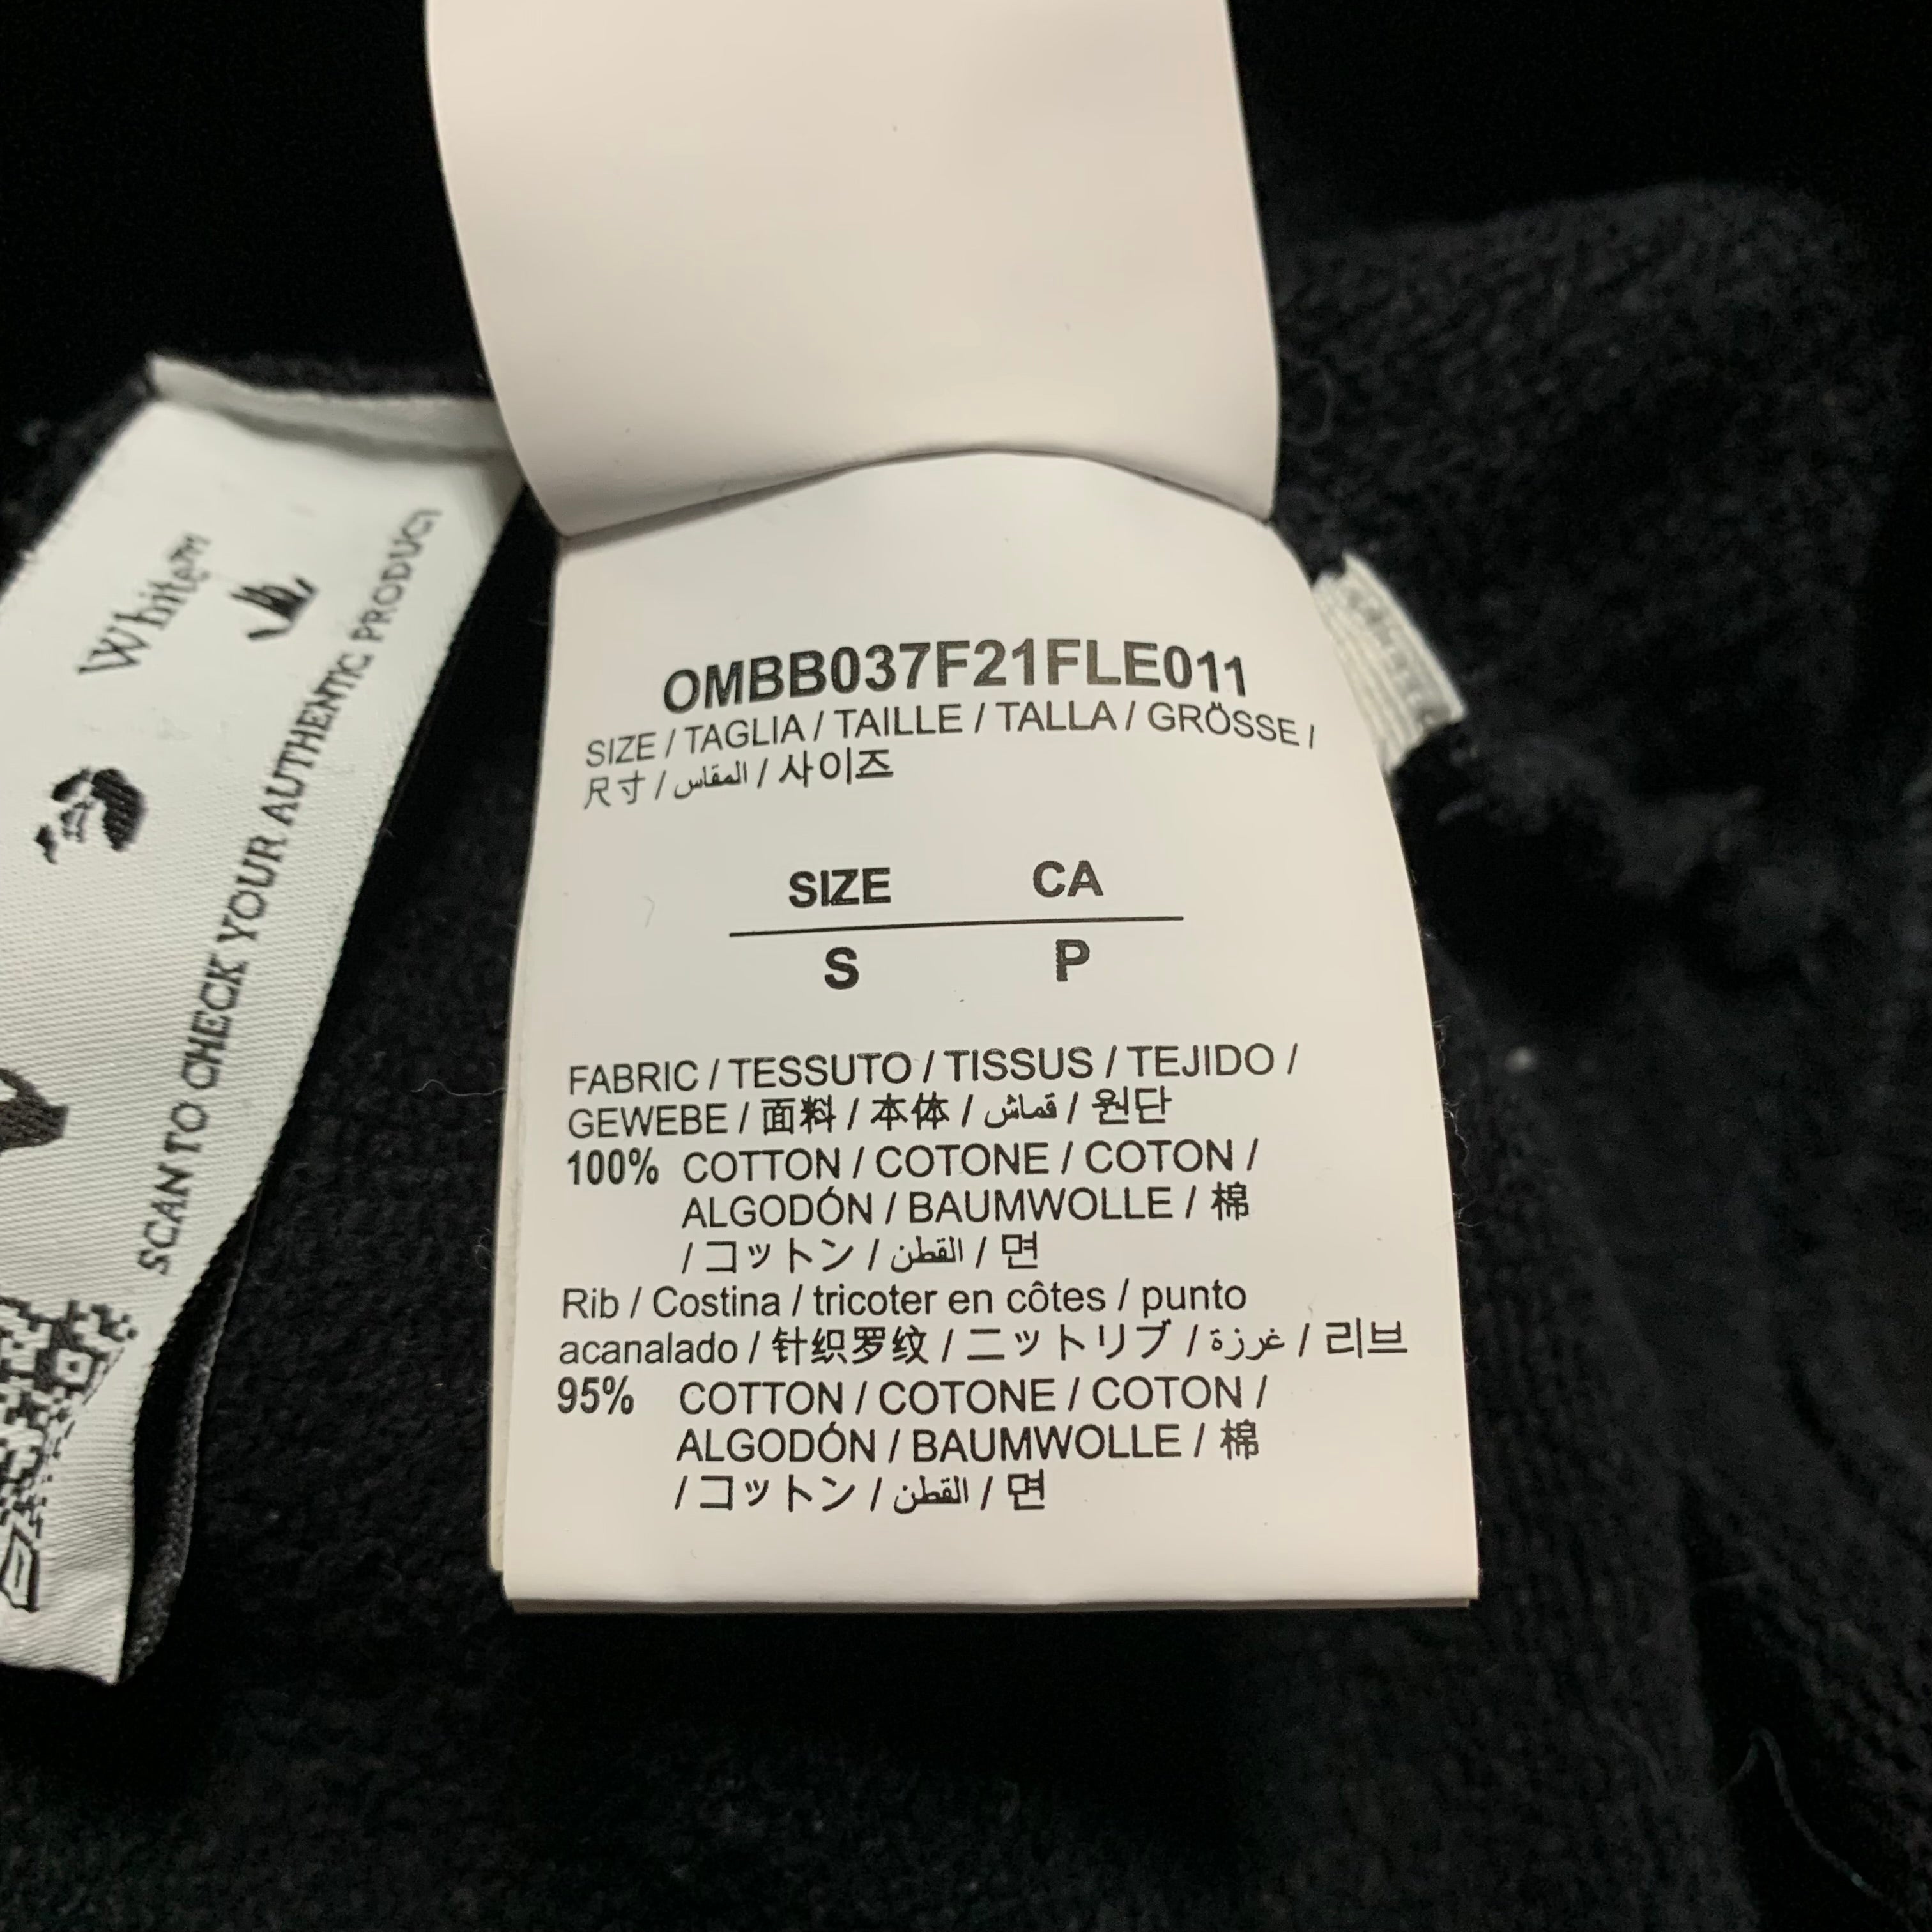 White™
SCAN TO CHECK YOUR AUTHENTIC PRODUCT
OMBB037F21FLE011
SIZE / TAGLIA / TAILLE / TALLA / GRÖSSE /
尺寸 / المقاس / 사이즈
SIZE CA
S P
FABRIC / TESSUTO / TISSUS / TEJIDO /
GEWEBE / 面料 / 本体 / قماش / 원단
100% COTTON / COTONE / COTON /
ALGODÓN / BAUMWOLLE / 棉
/ コットン / القطن / 면
Rib / Costina / tricoter en côtes / punto
acanalado / 针织罗纹 / ニットリブ / غرزة / 리브
95% COTTON / COTONE / COTON /
ALGODÓN / BAUMWOLLE / 棉
/ コットン / القطن / 면